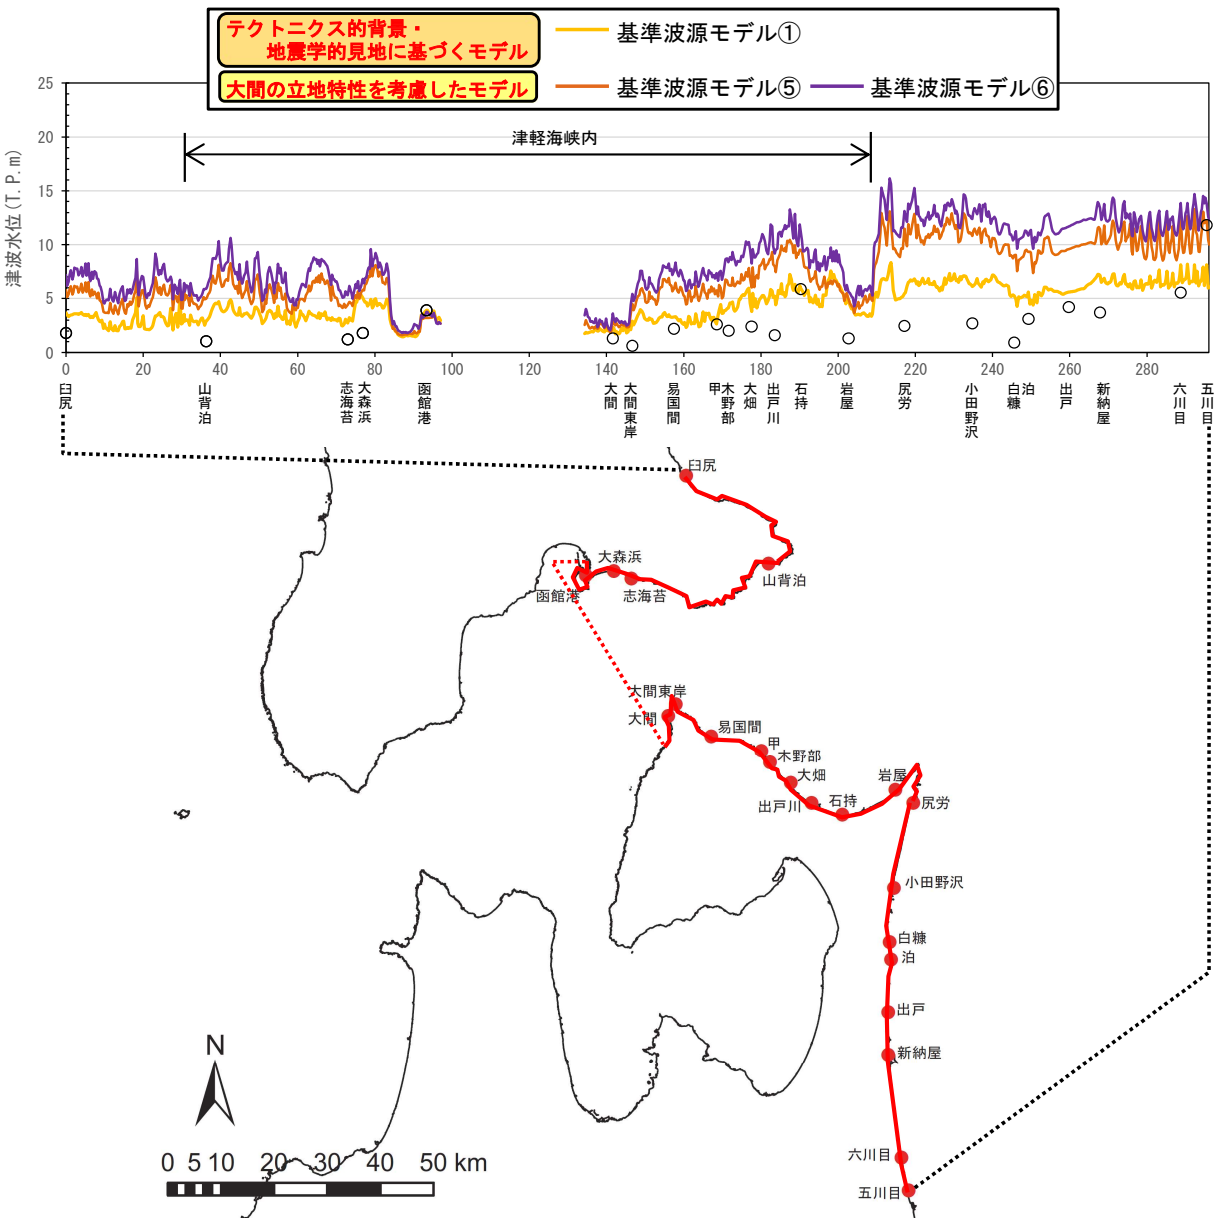 テクトニクス的背景・
地震学的見地に基づくモデル
基準波源モデル①
大間の立地特性を考慮したモデル
基準波源モデル⑤
基準波源モデル⑥
津軽海峡内
津波水位(T.P.m)
25
20
15
10
5
0
0 20 40 60 80 100 120 140 160 180 200 220 240 260 280
臼尻
山背泊
志海苔
大森浜
函館港
大間
大間東岸
易国間
甲
木野部
大畑
出戸川
石持
岩屋
尻労
小田野沢
白糠
泊
出戸
新納屋
六川目
五川目
臼尻
大森浜
山背泊
函館港
志海苔
大間東岸
大間
易国間
甲
木野部
大畑
岩屋
出戸川
石持
尻労
小田野沢
白糠
泊
出戸
新納屋
六川目
五川目
N
0 5 10 20 30 40 50 km